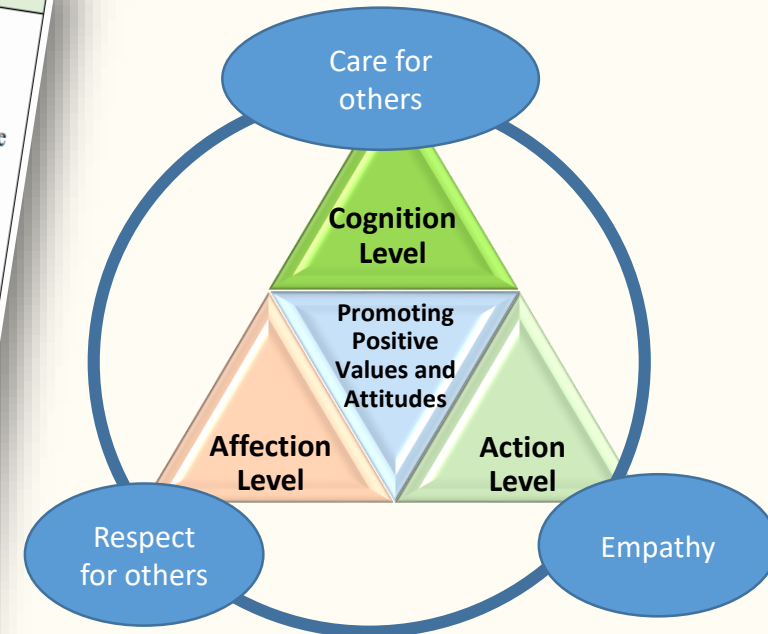 Care for
others
Cognition
Level
Promoting
Positive
Values and
Attitudes
Affection
Level
Action
Level
Respect
for others
Empathy